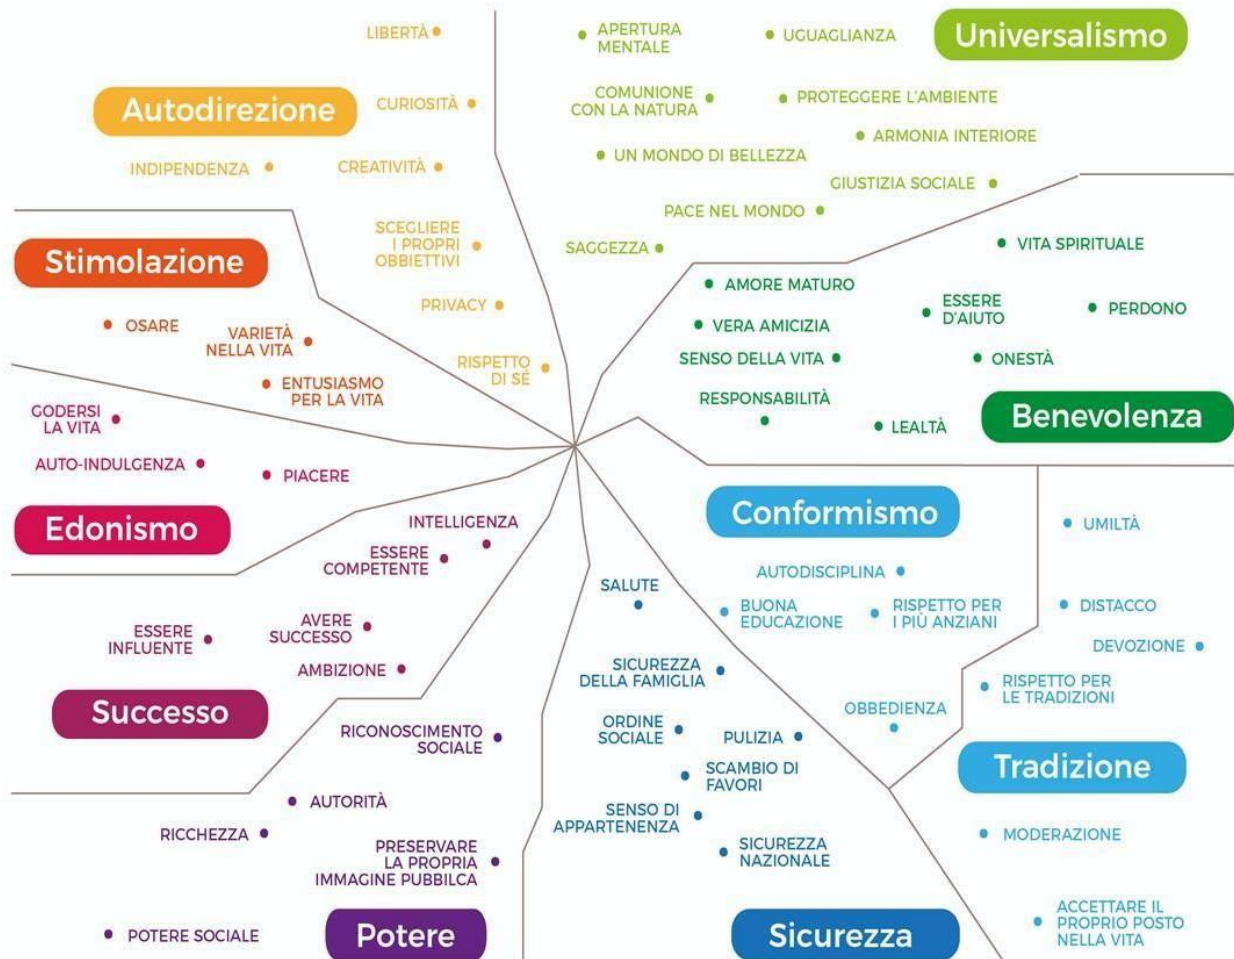 LIBERTÀ
CURIOSITÀ
Autodirezione
INDIPENDENZA
CREATIVITÀ
SCEGLIERE
I PROPRI
OBBIETTIVI
PRIVACY
RISPETTO
DI SÈ
APERTURA
MENTALE
UGUAGLIANZA
Universalismo
COMUNIONE
CON LA NATURA
PROTEGGERE L'AMBIENTE
ARMONIA INTERIORE
UN MONDO DI BELLEZZA
GIUSTIZIA SOCIALE
PACE NEL MONDO
SAGGEZZA
Stimolazione
OSARE
VARIETÀ
NELLA VITA
ENTUSIASMO
PER LA VITA
VITA SPIRITUALE
AMORE MATURO
ESSERE
D'AIUTO
PERDONO
VERA AMICIZIA
SENSO DELLA VITA
ONESTÀ
RESPONSABILITÀ
LEALTÀ
Benevolenza
GODERSI
LA VITA
AUTO-INDULGENZA
PIACERE
Edonismo
INTELLIGENZA
ESSERE
COMPETENTE
ESSERE
INFLUENTE
AVERE
SUCCESSO
AMBIZIONE
Successo
Conformismo
AUTODISCIPLINA
BUONA
EDUCAZIONE
RISPETTO PER
I PIÙ ANZIANI
OBBEDIENZA
UMILTÀ
DISTACCO
DEVOZIONE
RISPETTO PER
LE TRADIZIONI
Tradizione
MODERAZIONE
ACCETTARE IL
PROPRIO POSTO
NELLA VITA
SALUTE
SICUREZZA
DELLA FAMIGLIA
ORDINE
SOCIALE
PULIZIA
SCAMBIO DI
FAVORI
SENSO DI
APPARTENENZA
SICUREZZA
NAZIONALE
Sicurezza
RICONOSCIMENTO
SOCIALE
AUTORITÀ
RICCHEZZA
PRESERVARE
LA PROPRIA
IMMAGINE PUBBILCA
POTERE SOCIALE
Potere